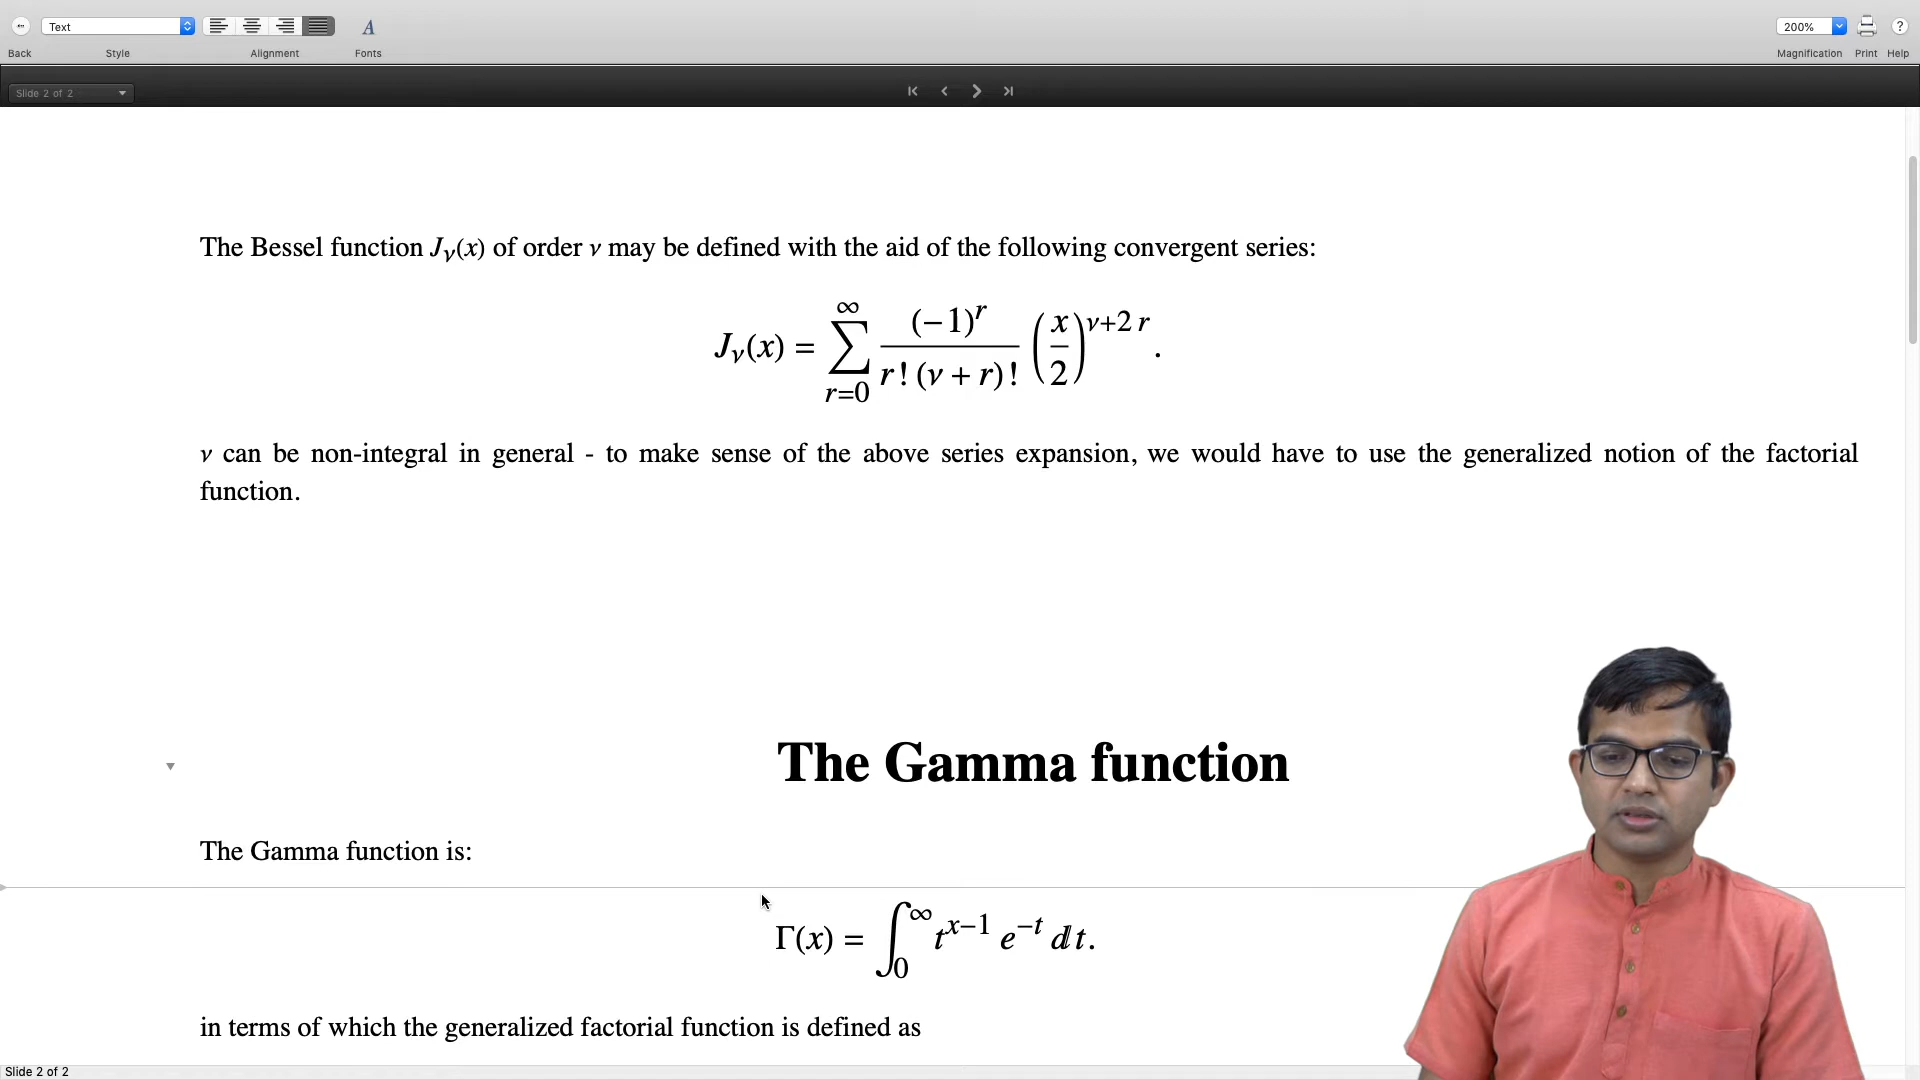 Text
A
200%
?
Back
Style
Alignment
Fonts
Magnification
Print
Help
Slide 2 of 2
The Bessel function J_ν(x) of order ν may be defined with the aid of the following convergent series:
J_ν(x) = ∑_{r=0}^{∞} \frac{(−1)^r}{r! (ν + r)!} (\frac{x}{2})^{ν+2 r}.
ν can be non-integral in general - to make sense of the above series expansion, we would have to use the generalized notion of the factorial
function.
The Gamma function
The Gamma function is:
Γ(x) = ∫_0^∞ t^{x−1} e^{−t} ⅆt.
in terms of which the generalized factorial function is defined as
Slide 2 of 2